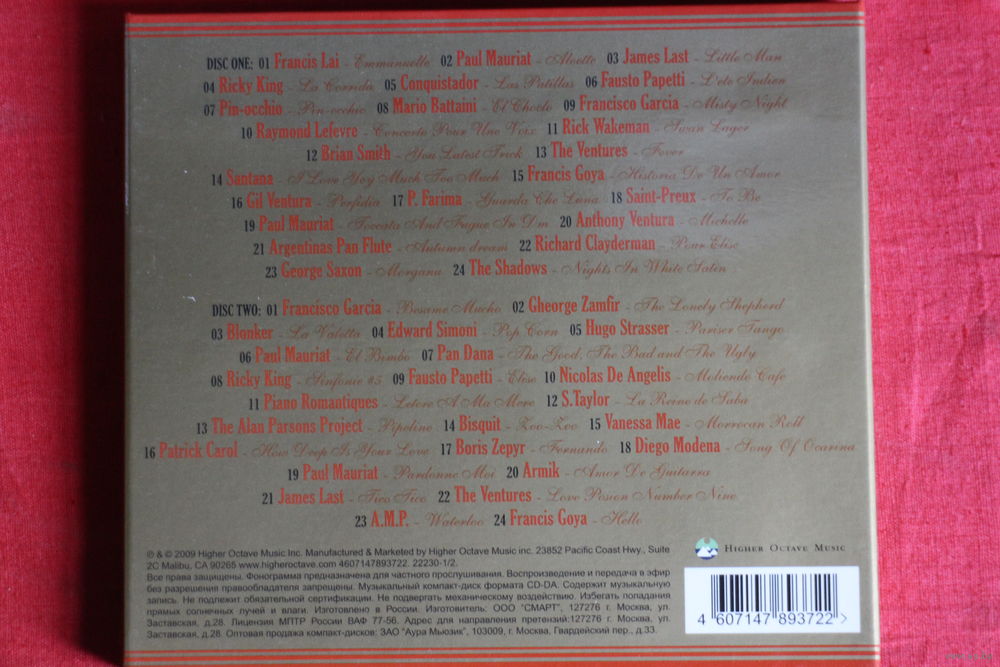 DISC ONE: 01 Francis Lai - Emmanuelle 02 Paul Mauriat - Aloette 03 James Last - Little Man
04 Ricky King - La Corrida 05 Conquistador - Las Patillas 06 Fausto Papetti - L'eto Indien
07 Pin-occhio - Pin-occhio 08 Mario Battaini - El Choclo 09 Francisco Garcia - Misty Night
10 Raymond Lefevre - Concerto Pour Une Voix 11 Rick Wakeman - Swan Lager
12 Brian Smith - You Latest Trick 13 The Ventures - Fever
14 Santana - I Love Yoy Much Too Much 15 Francis Goya - Historia De Un Amor
16 Gil Ventura - Perfidia 17 P. Farima - Guarda Che Luna 18 Saint-Preux - To Be
19 Paul Mauriat - Toccata And Fugue In Dm 20 Anthony Ventura - Michelle
21 Argentinas Pan Flute - Autumn dream 22 Richard Clayderman - Pour Elise
23 George Saxon - Morgana 24 The Shadows - Nights In White Saten
DISC TWO: 01 Francisco Garcia - Besame Mucho 02 Gheorge Zamfir - The Lonely Shepherd
03 Blonker - La Valetta 04 Edward Simoni - Pop Corn 05 Hugo Strasser - Pariser Tango
06 Paul Mauriat - El Bimbo 07 Pan Dana - The Good, The Bad and The Ugly
08 Ricky King - Sinfonie #5 09 Fausto Papetti - Elise 10 Nicolas De Angelis - Moliendo Cafe
11 Piano Romantiques - Letere A Ma More 12 S.Taylor - La Reine de Saba
13 The Alan Parsons Project - Pipeline 14 Bisquit - Zoo-Zoo 15 Vanessa Mae - Morrocan Roll
16 Patrick Carol - How Deep Is Your Love 17 Boris Zepyr - Fernando 18 Diego Modena - Song Of Ocarina
19 Paul Mauriat - Pardonne Moi 20 Armik - Amor De Guitarra
21 James Last - Tico Tico 22 The Ventures - Love Posion Number Nine
23 A.M.P. - Waterloo 24 Francis Goya - Hello
℗ & © 2009 Higher Octave Music Inc. Manufactured & Marketed by Higher Octave Music inc. 23852 Pacific Coast Hwy., Suite
2C Malibu, CA 90265 www.higheroctave.com 4607147893722. 22230-1/2.
Все права защищены. Фонограмма предназначена для частного прослушивания. Воспроизведение и передача в эфир
без разрешения правообладателя запрещены. Музыкальный компакт-диск формата CD-DA. Содержит музыкальную
запись. Не подлежит обязательной сертификации. Не подвергать механическому воздействию. Избегать попадания
прямых солнечных лучей и влаги. Изготовлено в России. Изготовитель: ООО "СМАРТ", 127276 г. Москва, ул.
Заставская, д.28. Лицензия МПТР России ВАФ 77-56. Адрес для направления претензий:127276 г. Москва, ул.
Заставская, д.28. Оптовая продажа компакт-дисков: ЗАО "Аура Мьюзик", 103009, г. Москва, Гвардейский пер., д.33.
HIGHER OCTAVE MUSIC
4 607147 893722 >